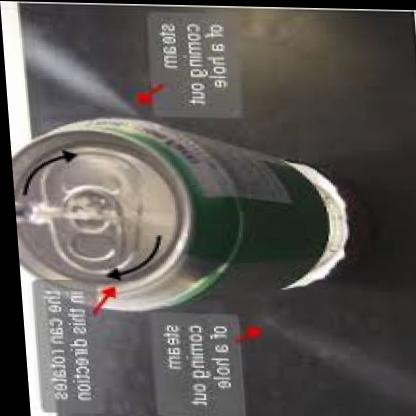 the can rotates
in this direction
steam
coming out
of a hole
steam
coming out
of a hole